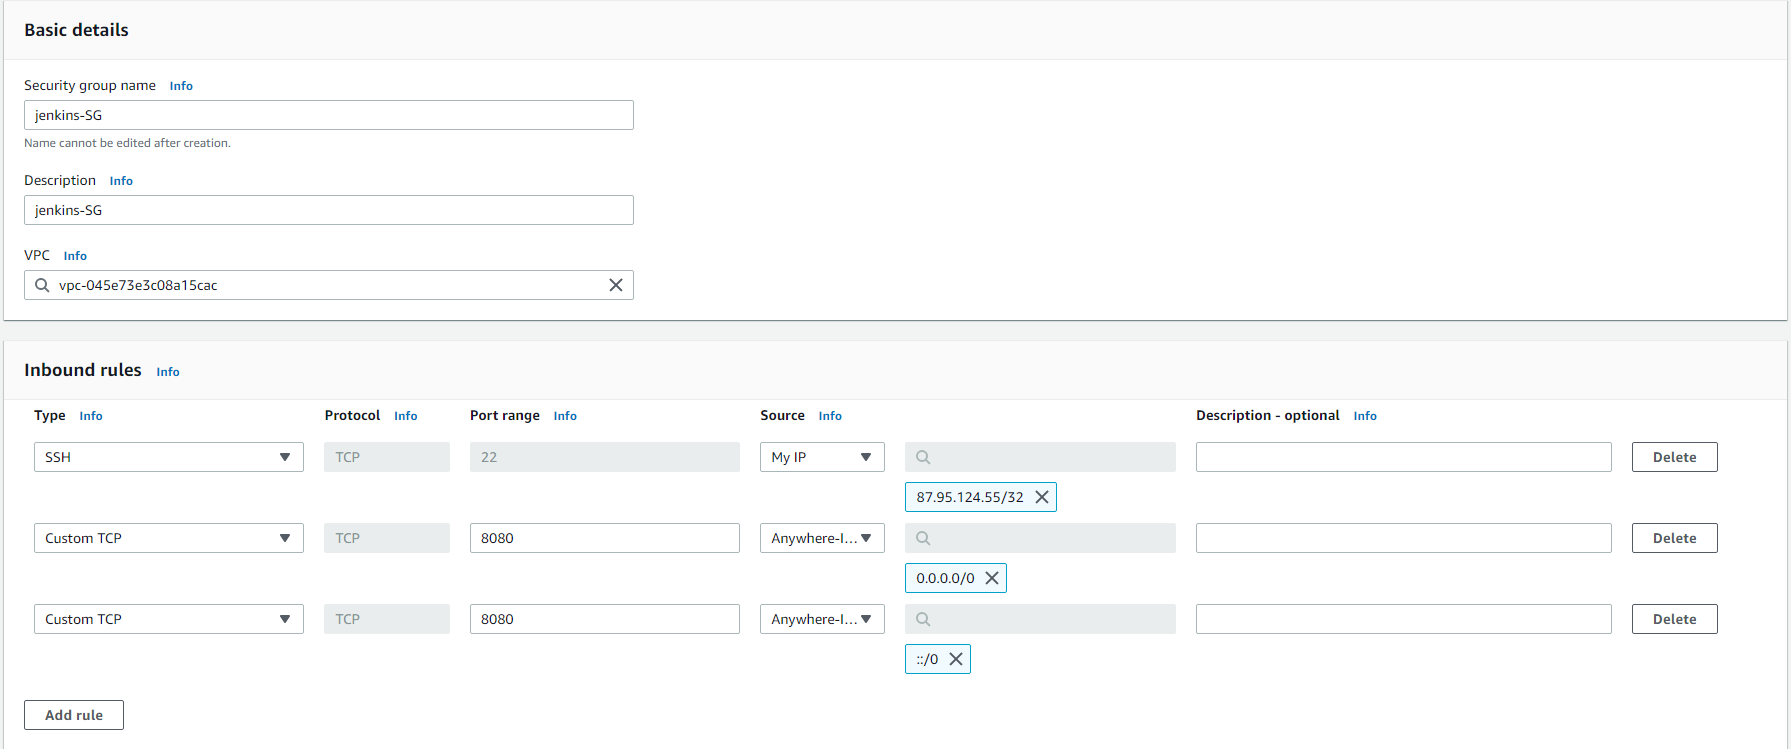 Basic details
Security group name Info
jenkins-SG
Name cannot be edited after creation.
Description Info
jenkins-SG
VPC Info
vpc-045e73e3c08a15cac
Inbound rules Info
Type Info Protocol Info Port range Info Source Info Description - optional Info
SSH TCP 22 My IP Delete
87.95.124.55/32
Custom TCP TCP 8080 Anywhere-I... Delete
0.0.0.0/0
Custom TCP TCP 8080 Anywhere-I... Delete
::/0
Add rule